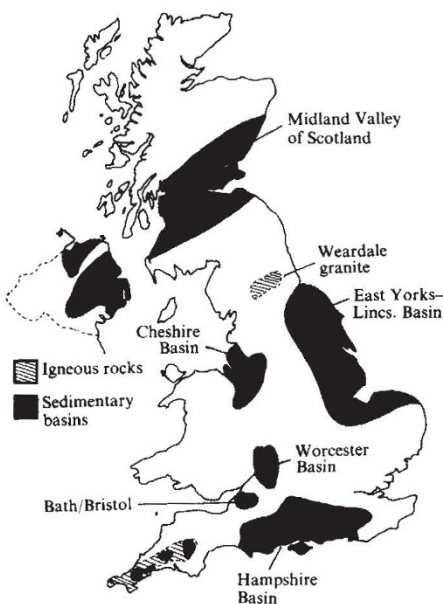 Midland Valley
of Scotland
Weardale
granite
East Yorks–
Lincs. Basin
Cheshire
Basin
Igneous rocks
Sedimentary
basins
Worcester
Basin
Bath/Bristol
Hampshire
Basin